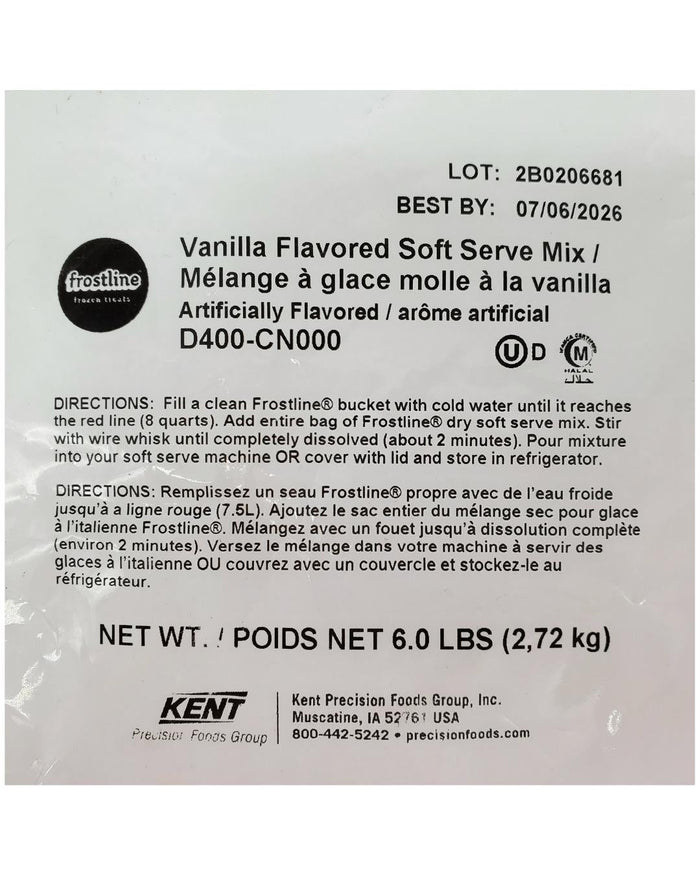 LOT: 2B0206681
BEST BY: 07/06/2026
frostline
frozen treats
Vanilla Flavored Soft Serve Mix /
Mélange à glace molle à la vanilla
Artificially Flavored / arôme artificial
D400-CN000
U D
M
HALAL
حلال
DIRECTIONS: Fill a clean Frostline® bucket with cold water until it reaches
the red line (8 quarts). Add entire bag of Frostline® dry soft serve mix. Stir
with wire whisk until completely dissolved (about 2 minutes). Pour mixture
into your soft serve machine OR cover with lid and store in refrigerator.
DIRECTIONS: Remplissez un seau Frostline® propre avec de l'eau froide
jusqu'à a ligne rouge (7.5L). Ajoutez le sac entier du mélange sec pour glace
à l'italienne Frostline®. Mélangez avec un fouet jusqu'à dissolution complète
(environ 2 minutes). Versez le mélange dans votre machine à servir des
glaces à l'italienne OU couvrez avec un couvercle et stockez-le au
réfrigérateur.
NET WT. / POIDS NET 6.0 LBS (2,72 kg)
KENT
Precision Foods Group
Kent Precision Foods Group, Inc.
Muscatine, IA 52761 USA
800-442-5242 • precisionfoods.com